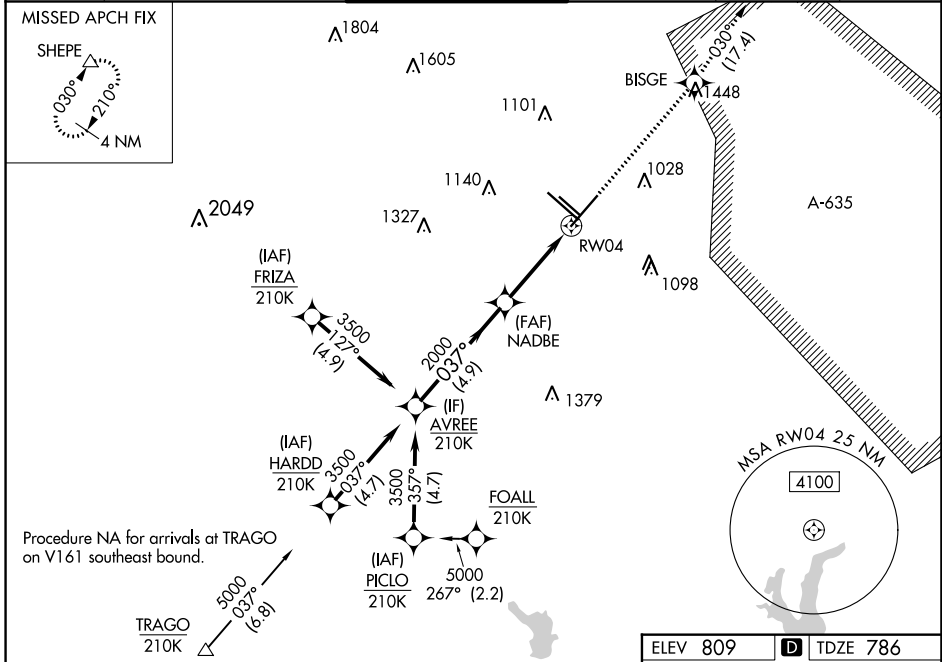 MISSED APCH FIX
SHEPE
030°
210°
4 NM
1804
1605
1101
BISGE
030°
(17.4)
1448
1140
1028
A-635
2049
1327
RW04
1098
(IAF)
FRIZA
210K
3500
127°
(4.9)
(FAF)
NADBE
2000
037°
(4.9)
1379
(IF)
AVREE
210K
(IAF)
HARDD
210K
3500
037°
(4.7)
3500
357°
(4.7)
FOALL
210K
MSA RW04 25 NM
4100
Procedure NA for arrivals at TRAGO
on V161 southeast bound.
(IAF)
PICLO
210K
5000
267° (2.2)
5000
037°
(6.8)
TRAGO
210K
ELEV 809 D TDZE 786